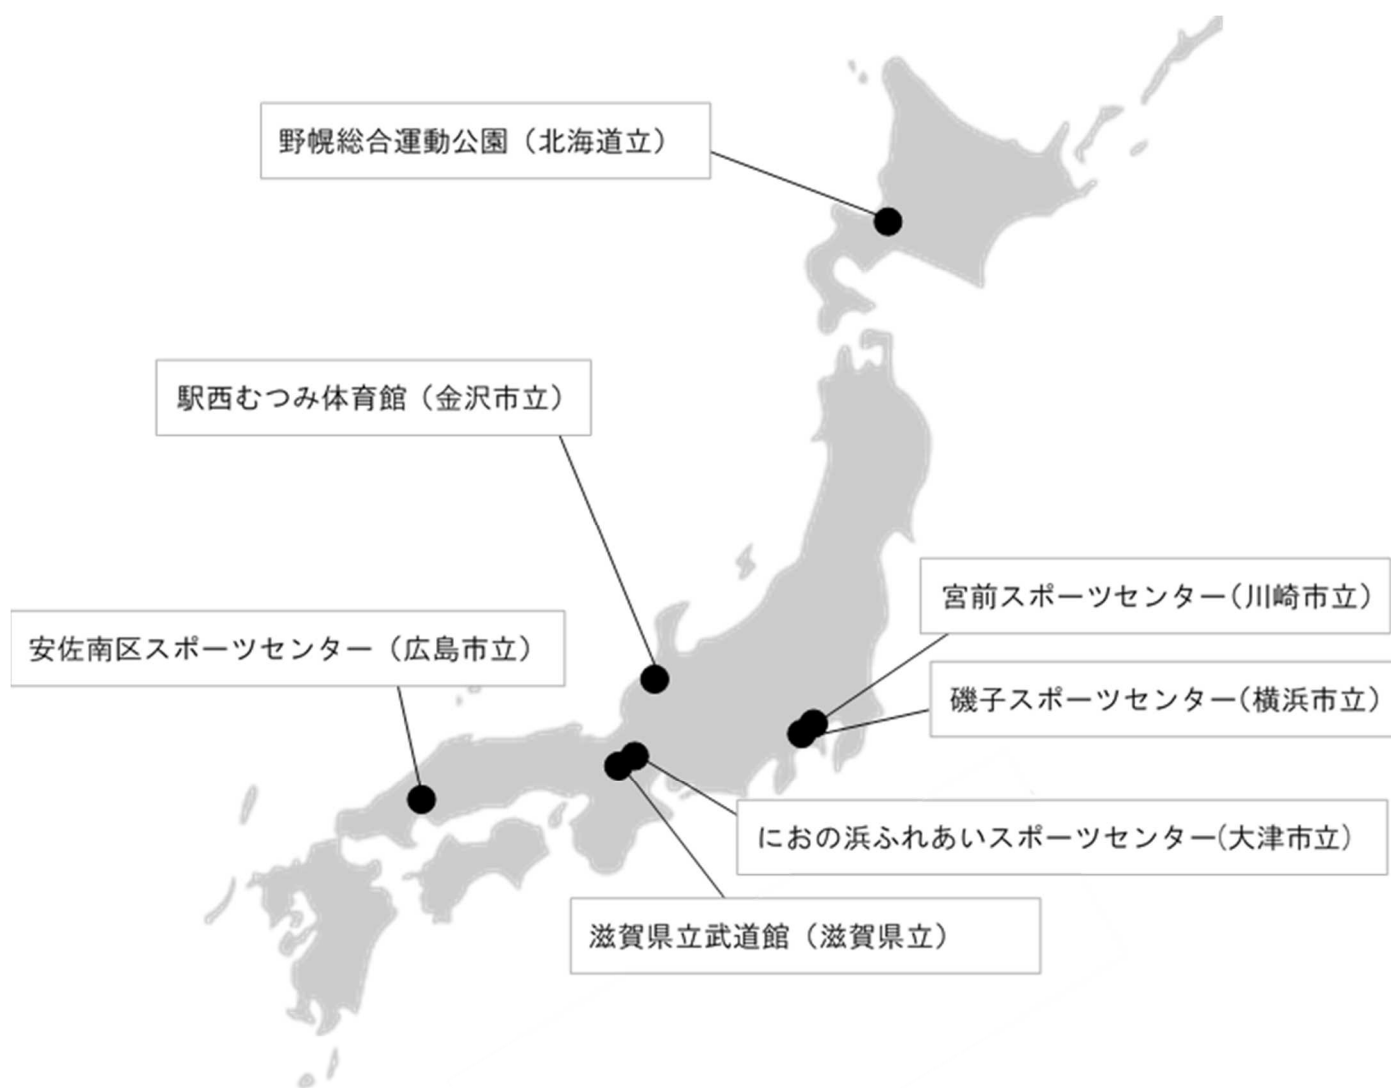 野幌総合運動公園（北海道立）
駅西むつみ体育館（金沢市立）
宮前スポーツセンター(川崎市立）
安佐南区スポーツセンター（広島市立）
磯子スポーツセンター(横浜市立）
におの浜ふれあいスポーツセンター(大津市立）
滋賀県立武道館（滋賀県立）